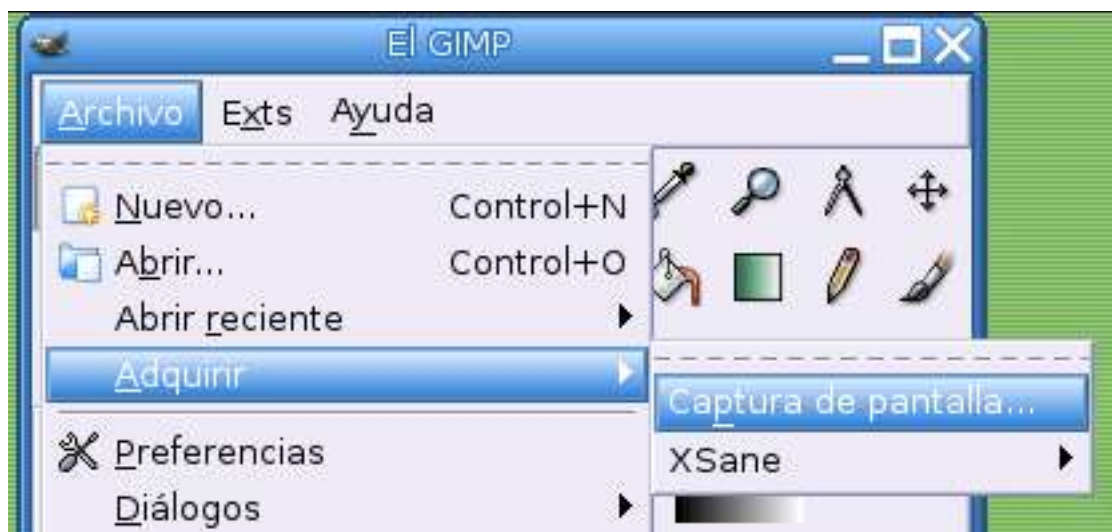 El GIMP
Archivo Exts Ayuda
Nuevo... Control+N
Abrir... Control+O
Abrir reciente
Adquirir
Captura de pantalla...
XSane
Preferencias
Diálogos